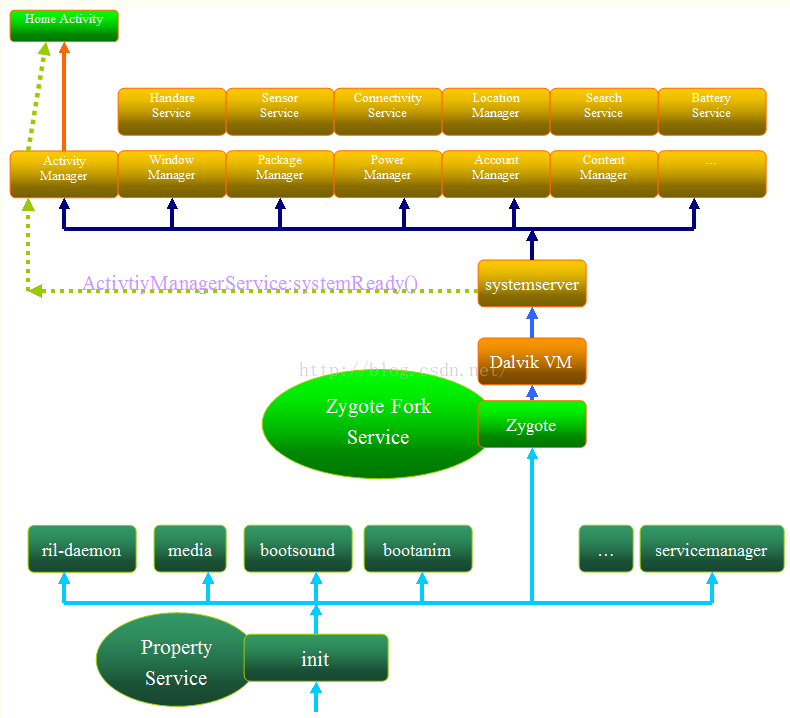 Home Activity
Handare
Service
Sensor
Service
Connectivity
Service
Location
Manager
Search
Service
Battery
Service
Activity
Manager
Window
Manager
Package
Manager
Power
Manager
Account
Manager
Content
Manager
...
ActivtiyManagerService:systemReady()
systemserver
Dalvik VM
http://blog.csdn.net/
Zygote Fork
Service
Zygote
ril-daemon
media
bootsound
bootanim
...
servicemanager
Property
Service
init